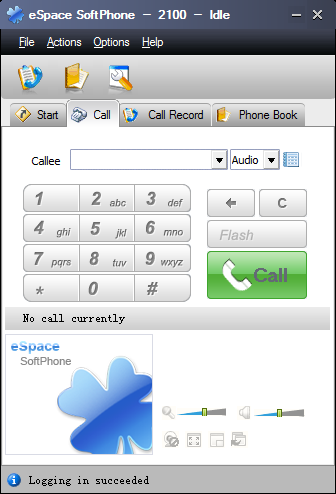 eSpace SoftPhone - 2100 - Idle
File Actions Option Help
Start Call Call Record Phone Book
Callee Audio
1 2 abc 3 def
4 ghi 5 jkl 6 mno C
7 pqrs 8 tuv 9 wxyz Flash
* 0 # Call
No call currently
eSpace
SoftPhone
Logging in succeeded